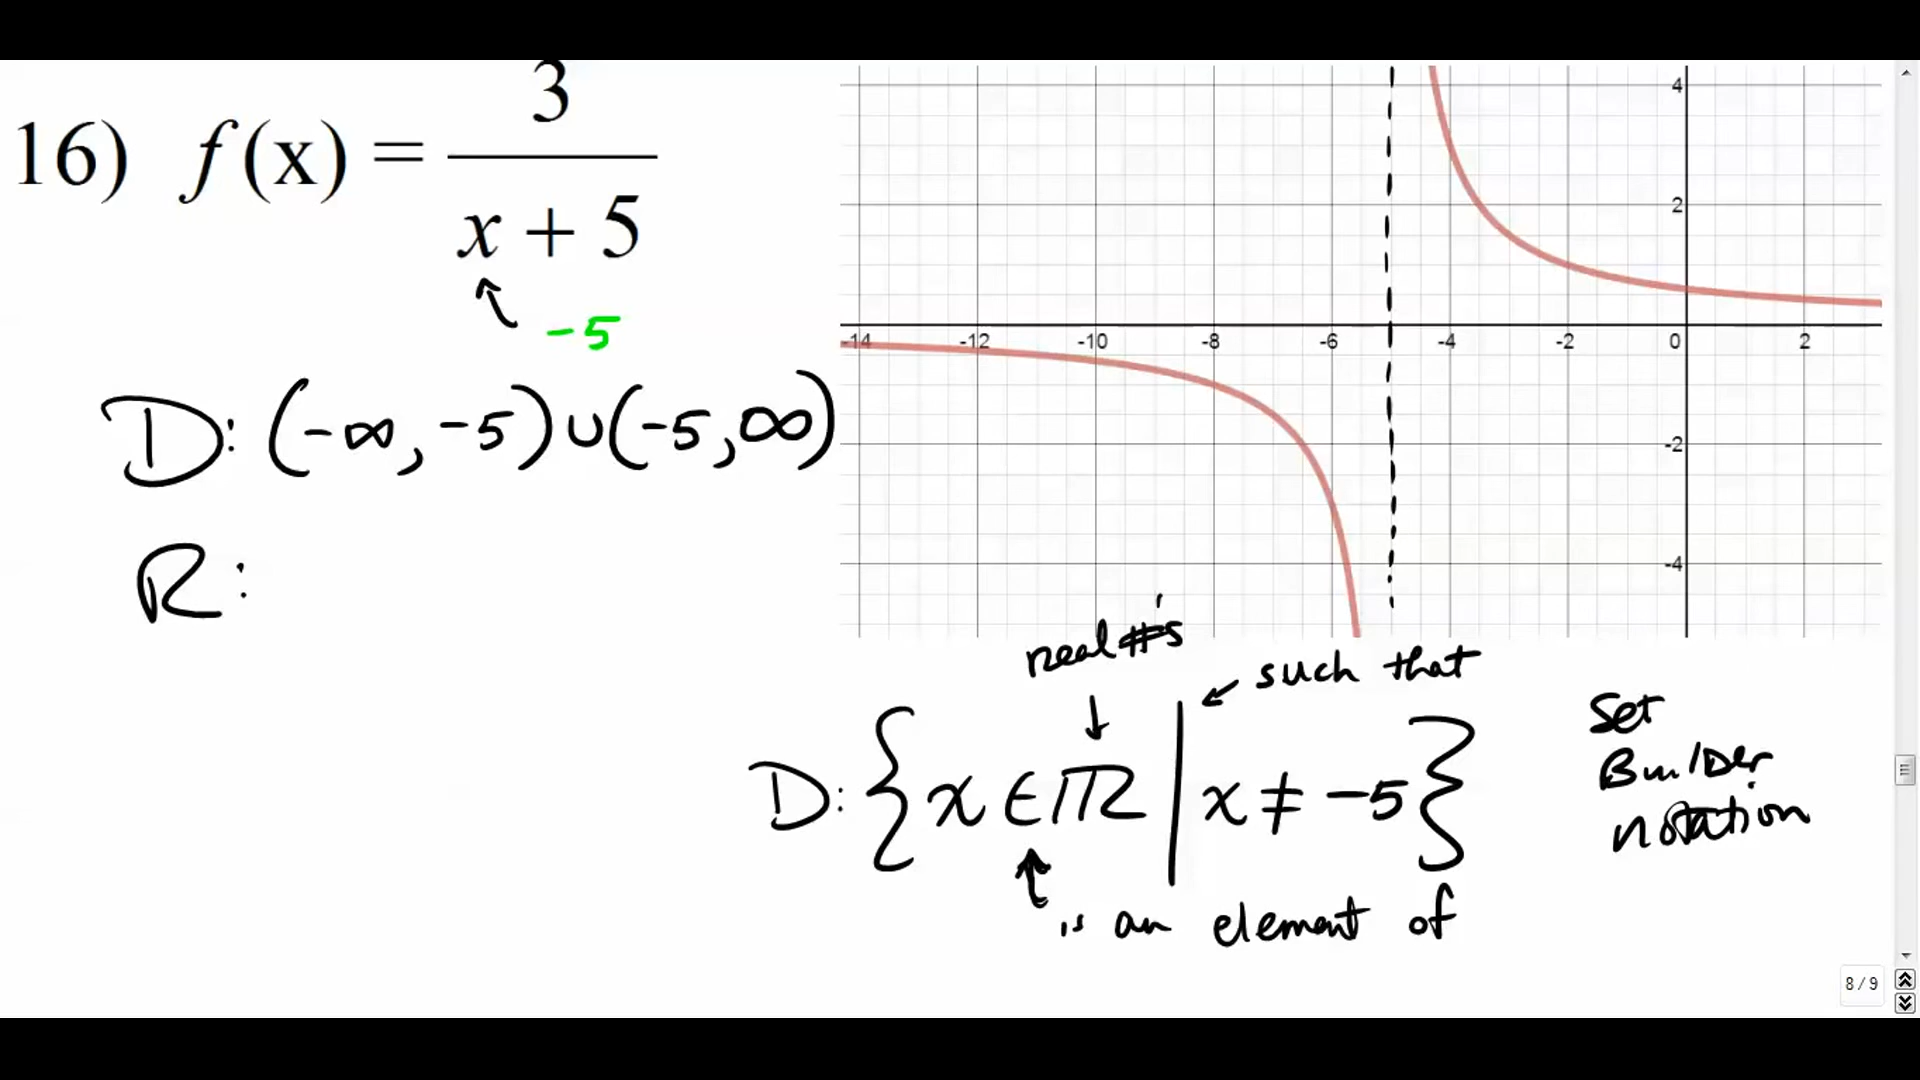 16) f(x) = 3 / x + 5
-5
D: (-∞, -5) ∪ (-5, ∞)
R:
4
2
-14 -12 -10 -8 -6 -4 -2 0 2
-2
-4
real #'s
such that
D: { x ∈ ℝ | x ≠ -5 }
is an element of
Set
Builder
notation
8 / 9